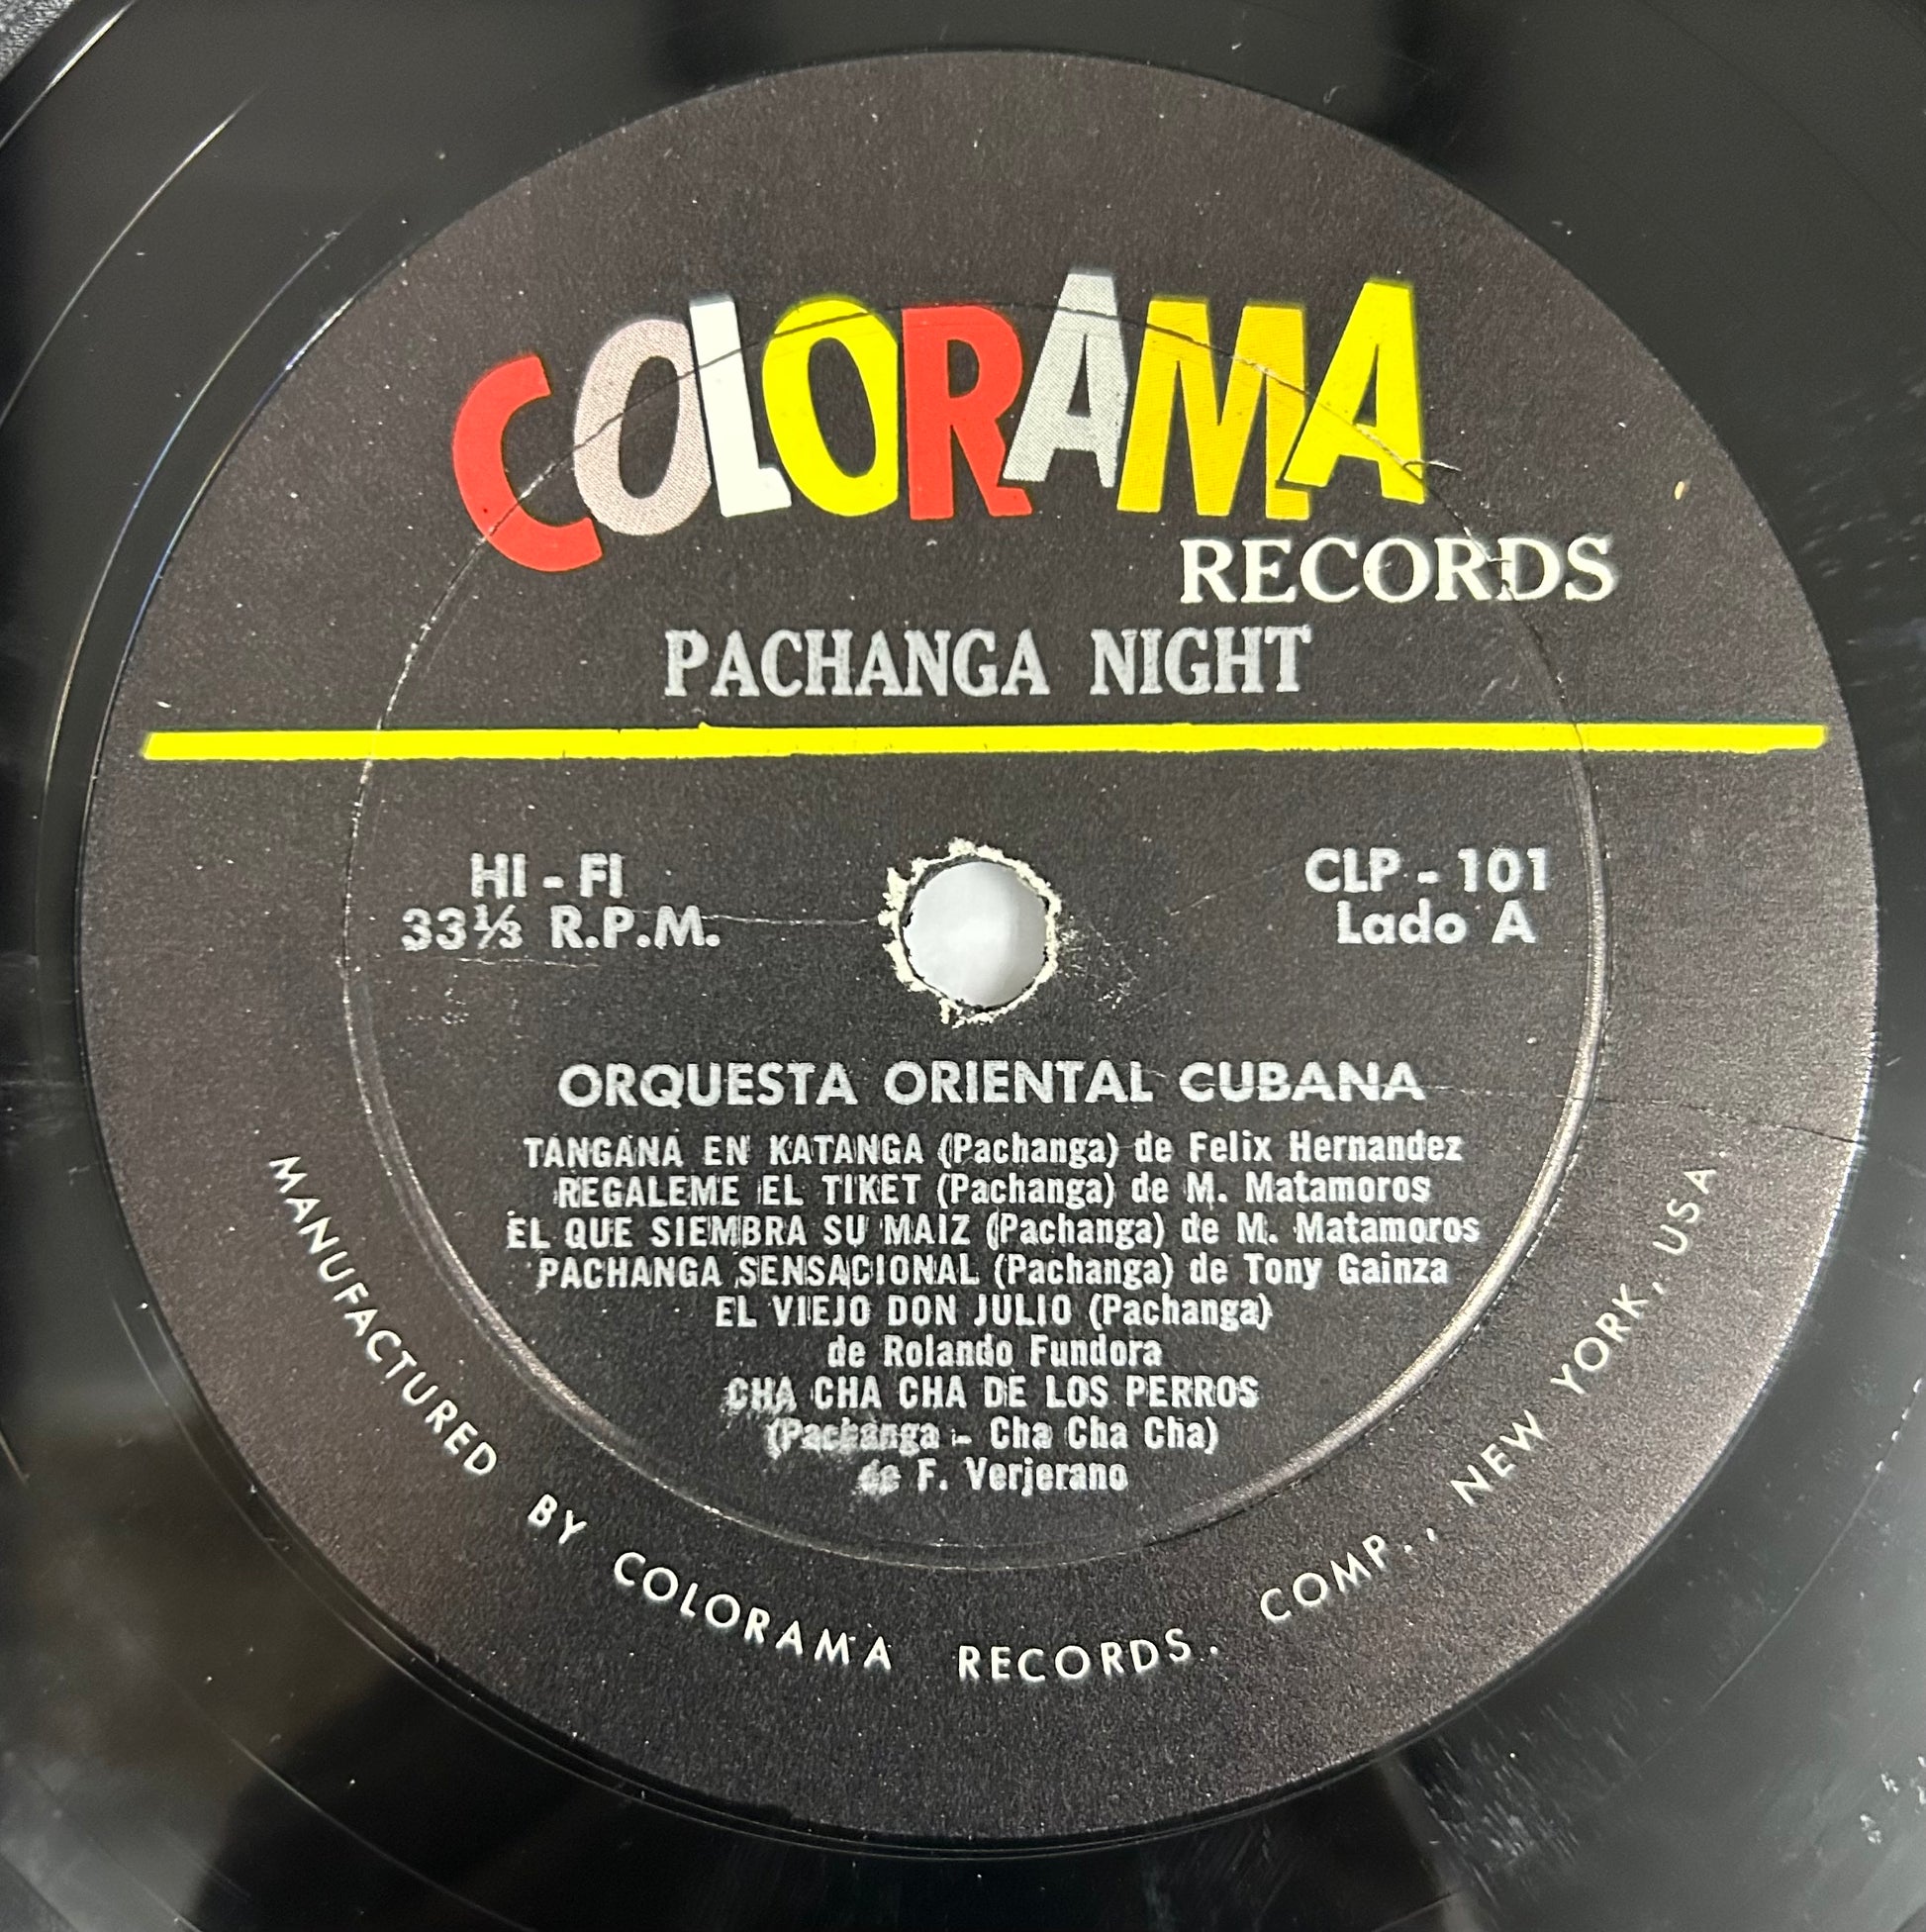 COLORAMA
RECORDS
PACHANGA NIGHT
HI - FI
33⅓ R.P.M.
CLP - 101
Lado A
ORQUESTA ORIENTAL CUBANA
TANGANA EN KATANGA (Pachanga) de Felix Hernandez
REGALEME EL TIKET (Pachanga) de M. Matamoros
EL QUE SIEMBRA SU MAIZ (Pachanga) de M. Matamoros
PACHANGA SENSACIONAL (Pachanga) de Tony Gainza
EL VIEJO DON JULIO (Pachanga)
de Rolando Fundora
CHA CHA CHA DE LOS PERROS
(Pachanga - Cha Cha Cha)
de F. Verjerano
MANUFACTURED BY COLORAMA RECORDS. COMP., NEW YORK, USA.